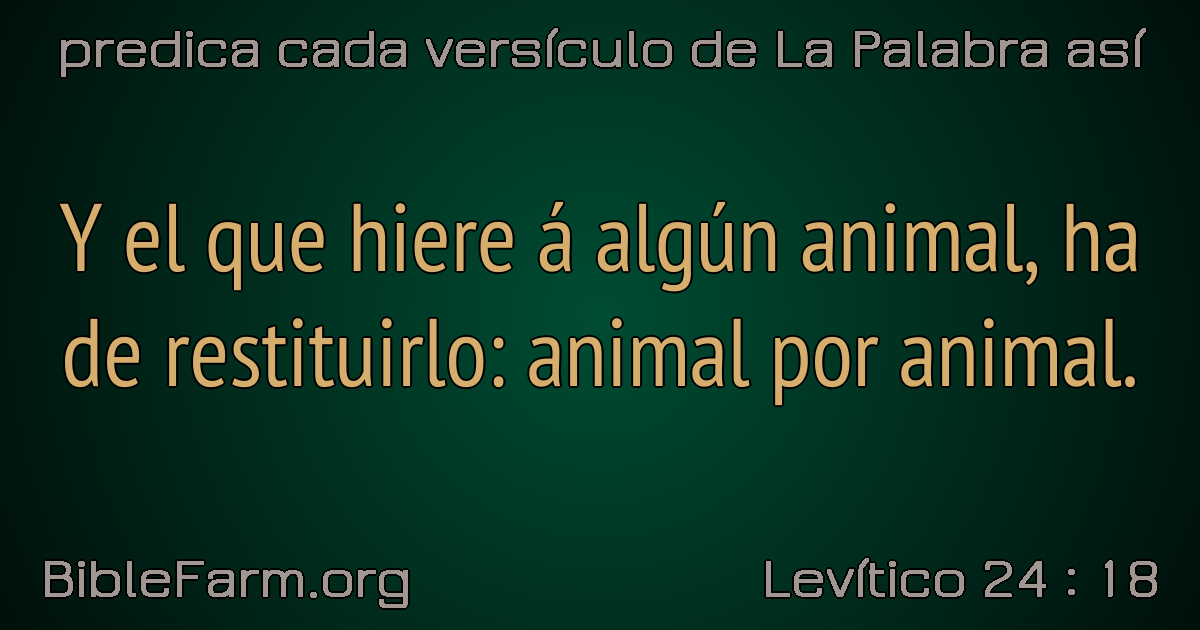 predica cada versículo de La Palabra así
Y el que hiere á algún animal, ha
de restituirlo: animal por animal.
BibleFarm.org
Levítico 24 : 18